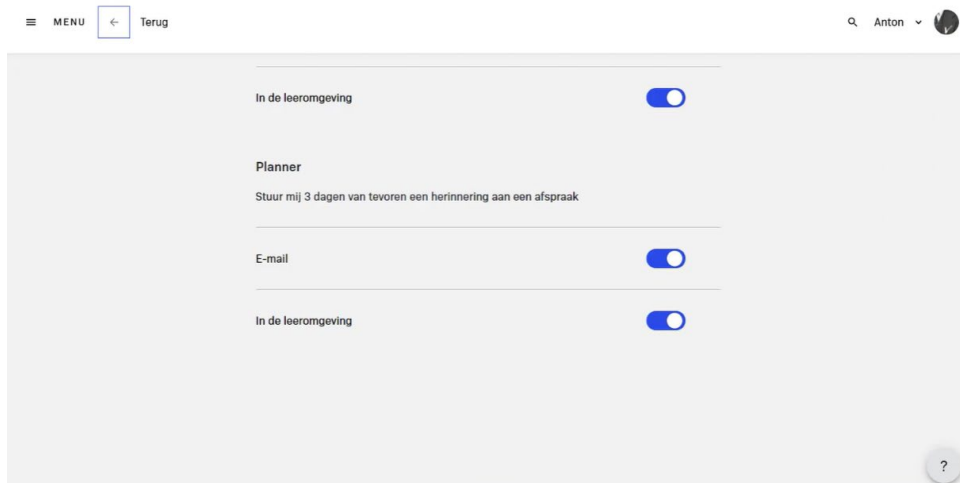 MENU
Terug
Anton
In de leeromgeving
Planner
Stuur mij 3 dagen van tevoren een herinnering aan een afspraak
E-mail
In de leeromgeving
?